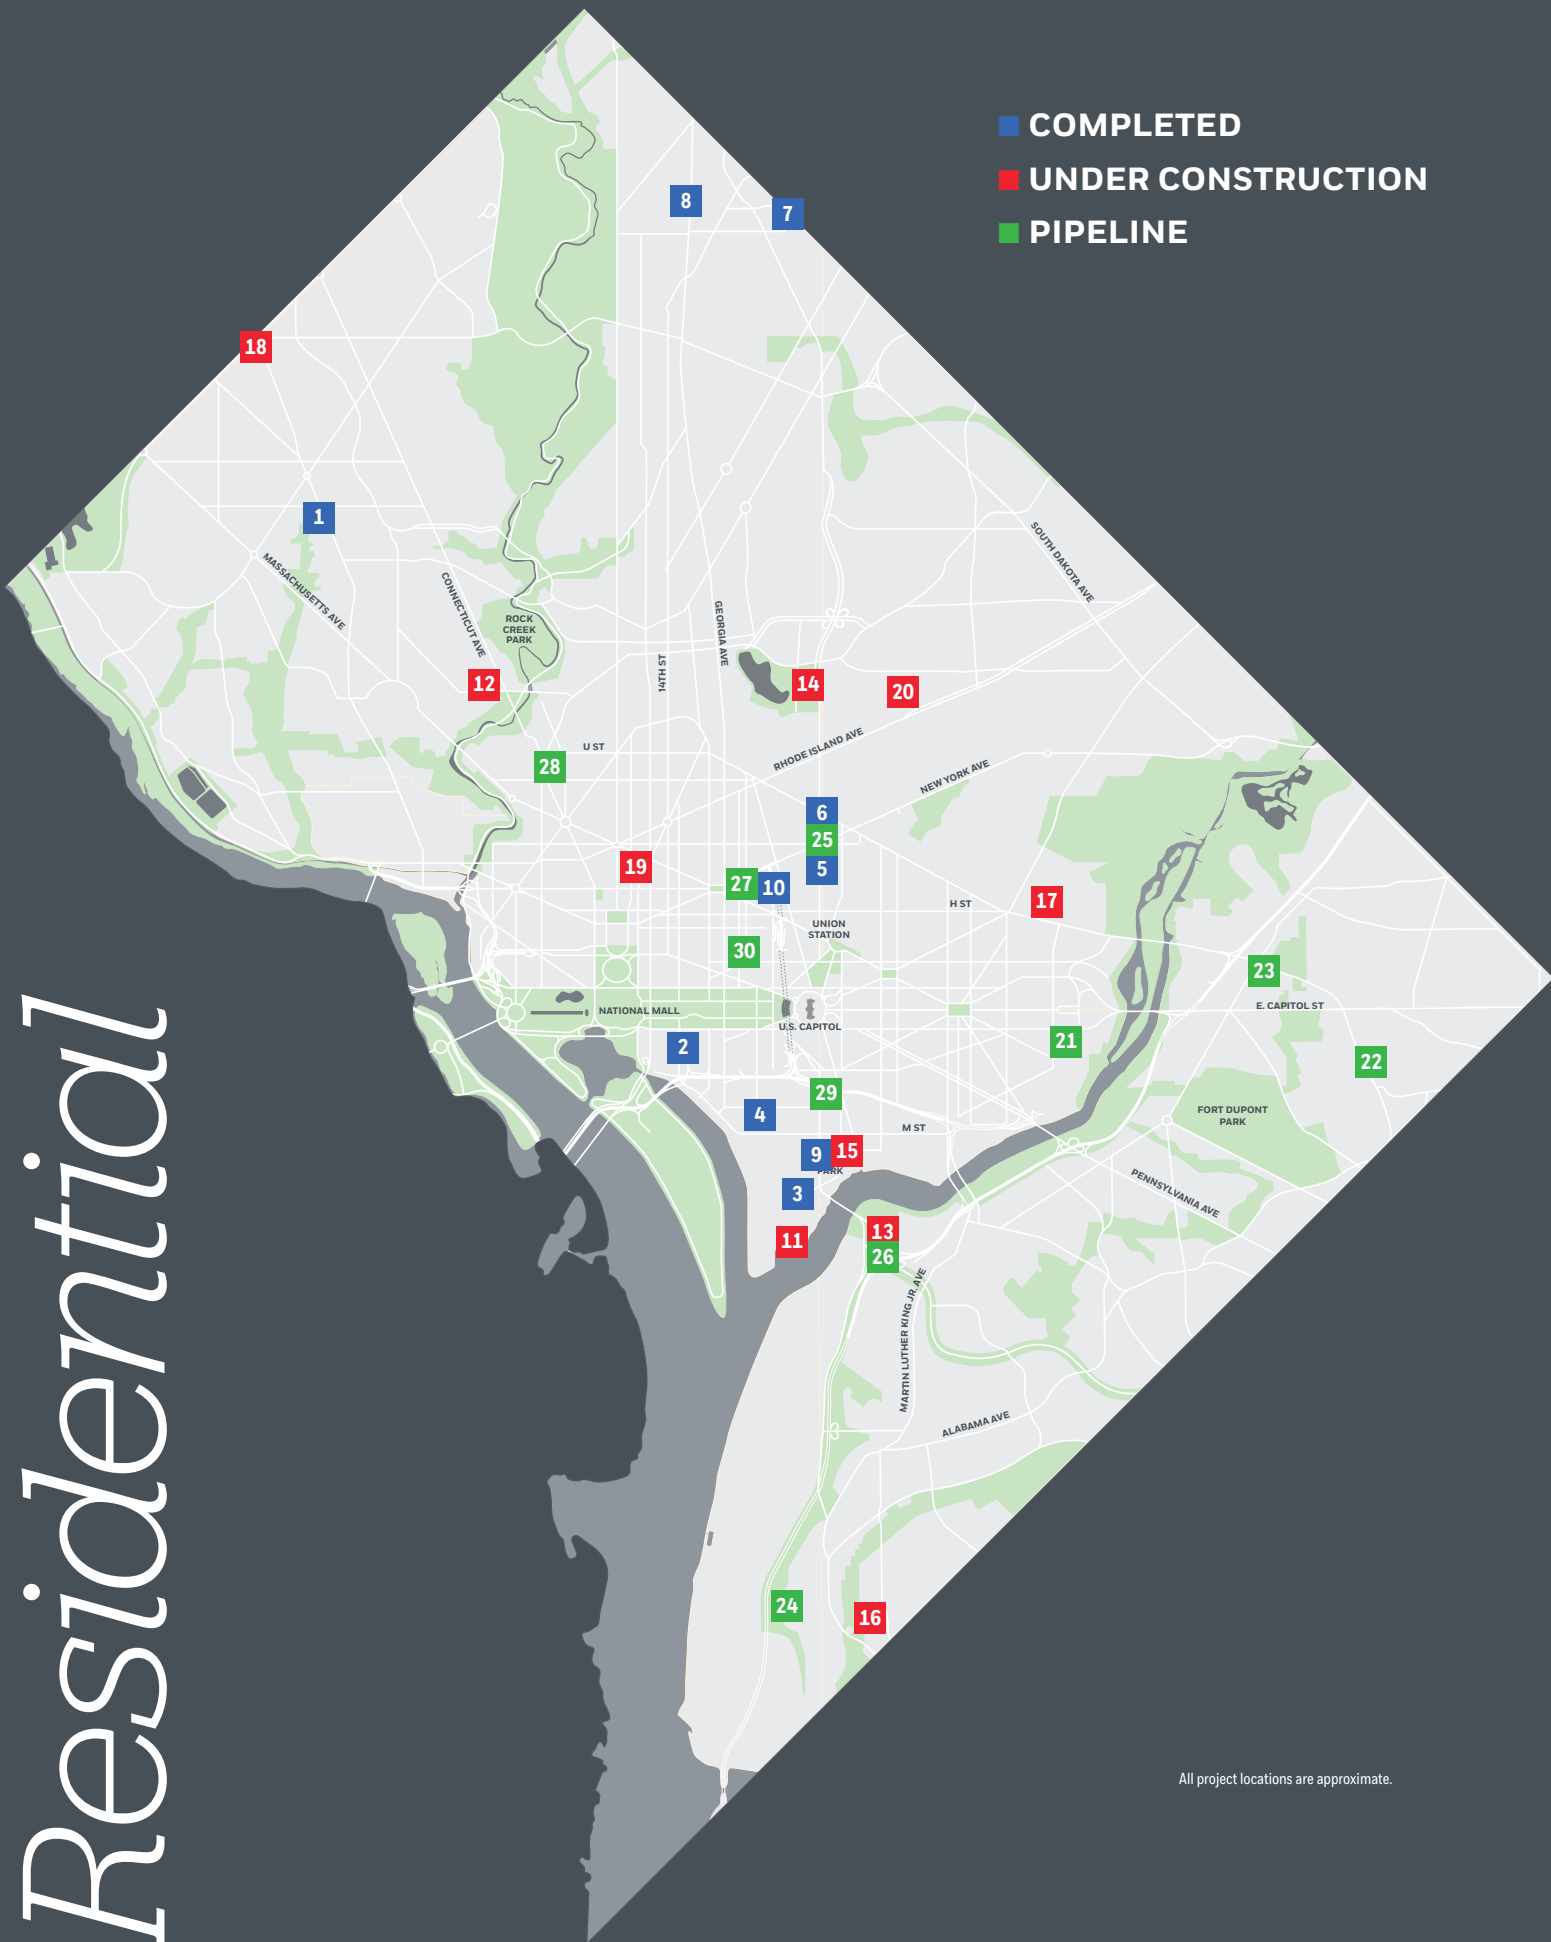 Residential
COMPLETED
UNDER CONSTRUCTION
PIPELINE
8
7
18
1
MASSACHUSETTS AVE
CONNECTICUT AVE
ROCK
CREEK
PARK
14TH ST
GEORGIA AVE
SOUTH DAKOTA AVE
12
14
20
U ST
28
RHODE ISLAND AVE
NEW YORK AVE
6
25
5
19
27
10
H ST
17
UNION
STATION
30
23
E. CAPITOL ST
NATIONAL MALL
U.S. CAPITOL
2
21
22
29
4
M ST
FORT DUPONT
PARK
9
15
PARK
3
PENNSYLVANIA AVE
11
13
26
MARTIN LUTHER KING JR. AVE
ALABAMA AVE
24
16
All project locations are approximate.